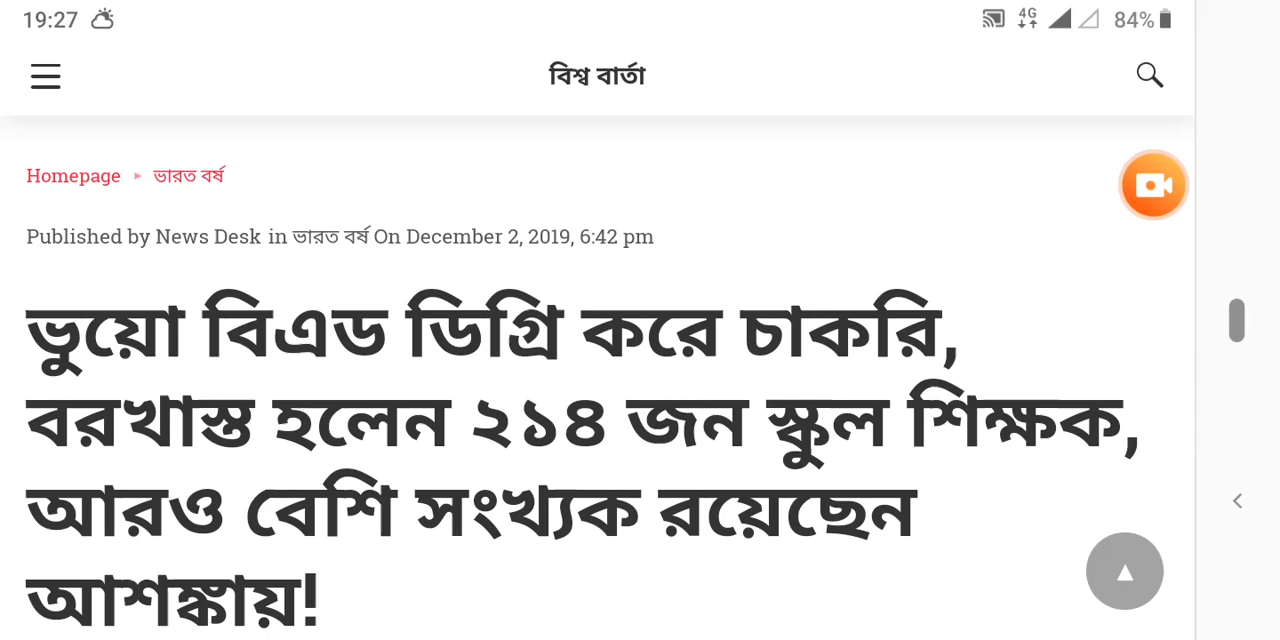 19:27 4G 84%
বিশ্ব বার্তা
Homepage ▸ ভারত বর্ষ
Published by News Desk in ভারত বর্ষ On December 2, 2019, 6:42 pm
ভুয়ো বিএড ডিগ্রি করে চাকরি,
বরখাস্ত হলেন ২১৪ জন স্কুল শিক্ষক,
আরও বেশি সংখ্যক রয়েছেন
আশঙ্কায়!